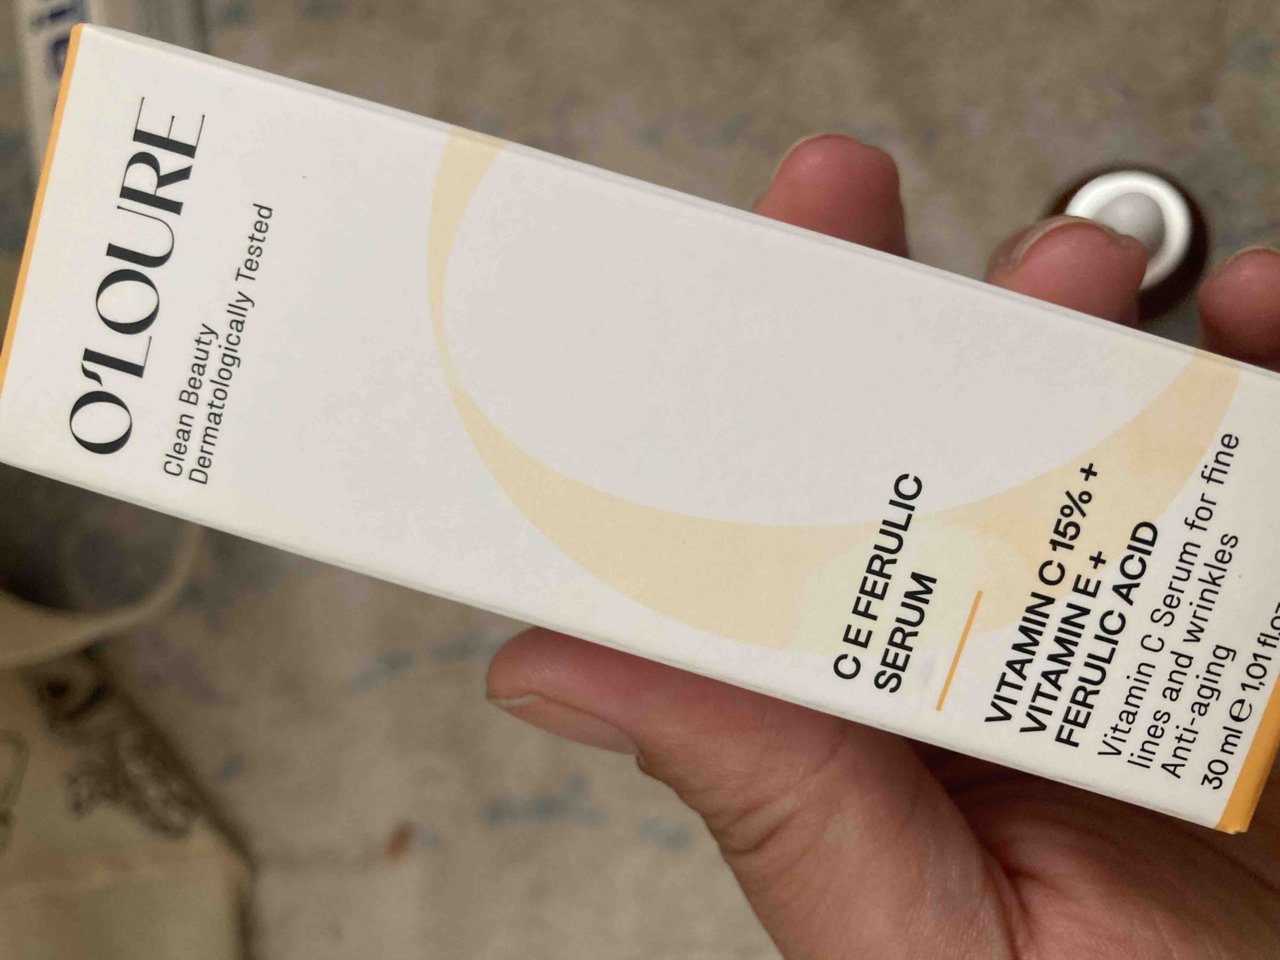 O'LOURE
Clean Beauty
Dermatologically Tested
C E FERULIC
SERUM
VITAMIN C 15% +
VITAMIN E +
FERULIC ACID
Vitamin C Serum for fine
lines and wrinkles
Anti-aging
30 ml e 1,01 fl.oz